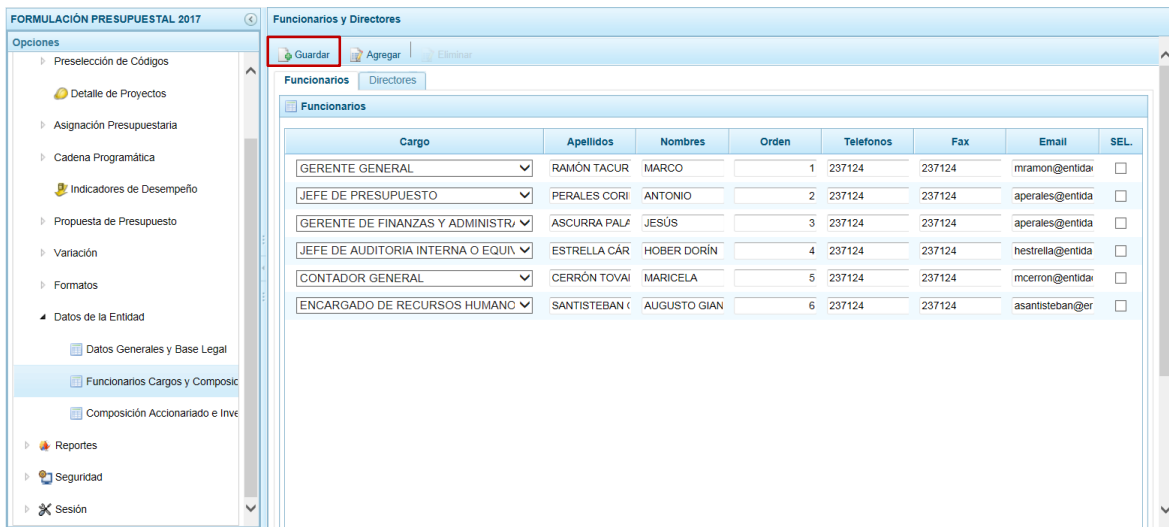 FORMULACIÓN PRESUPUESTAL 2017
Opciones
Preselección de Códigos
Detalle de Proyectos
Asignación Presupuestaria
Cadena Programática
Indicadores de Desempeño
Propuesta de Presupuesto
Variación
Formatos
Datos de la Entidad
Datos Generales y Base Legal
Funcionarios Cargos y Composic
Composición Accionariado e Inve
Reportes
Seguridad
Sesión
Funcionarios y Directores
Guardar Agregar Eliminar
Funcionarios Directores
Funcionarios
Cargo Apellidos Nombres Orden Telefonos Fax Email SEL.
GERENTE GENERAL RAMÓN TACUR MARCO 1 237124 237124 mramon@entida
JEFE DE PRESUPUESTO PERALES CORI ANTONIO 2 237124 237124 aperales@entida
GERENTE DE FINANZAS Y ADMINISTRA ASCURRA PALA JESÚS 3 237124 237124 aperales@entida
JEFE DE AUDITORIA INTERNA O EQUIV ESTRELLA CÁR HOBER DORÍN 4 237124 237124 hestrella@entida
CONTADOR GENERAL CERRÓN TOVAI MARICELA 5 237124 237124 mcerron@entida
ENCARGADO DE RECURSOS HUMANO SANTISTEBAN AUGUSTO GIAN 6 237124 237124 asantisteban@er